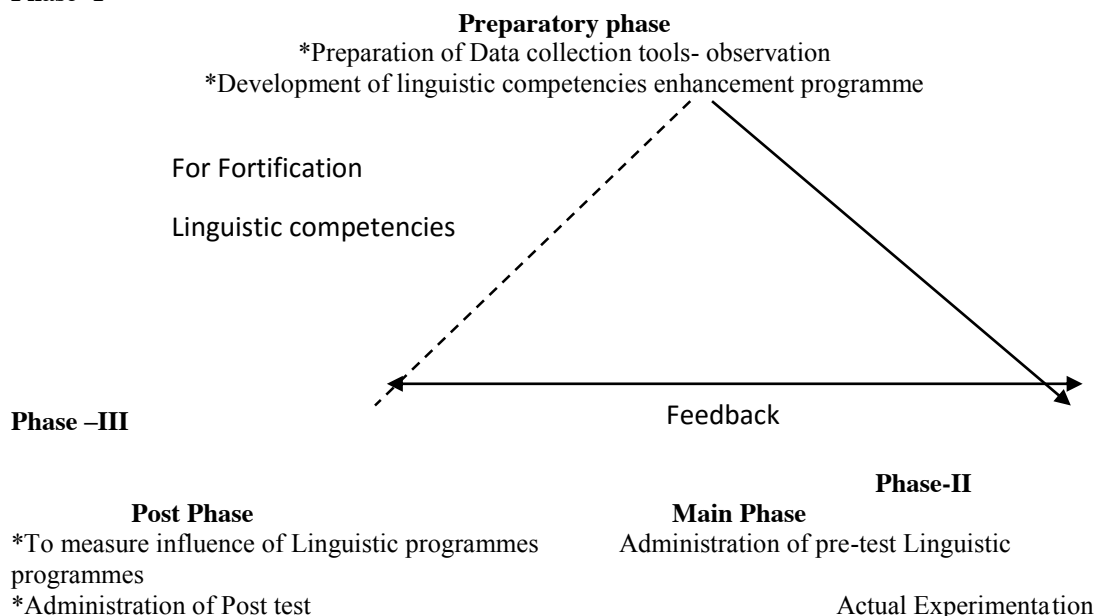 Preparatory phase
*Preparation of Data collection tools- observation
*Development of linguistic competencies enhancement programme
For Fortification
Linguistic competencies
Feedback
Phase –III
Phase-II
Post Phase
Main Phase
*To measure influence of Linguistic programmes
programmes
*Administration of Post test
Administration of pre-test Linguistic
Actual Experimentation